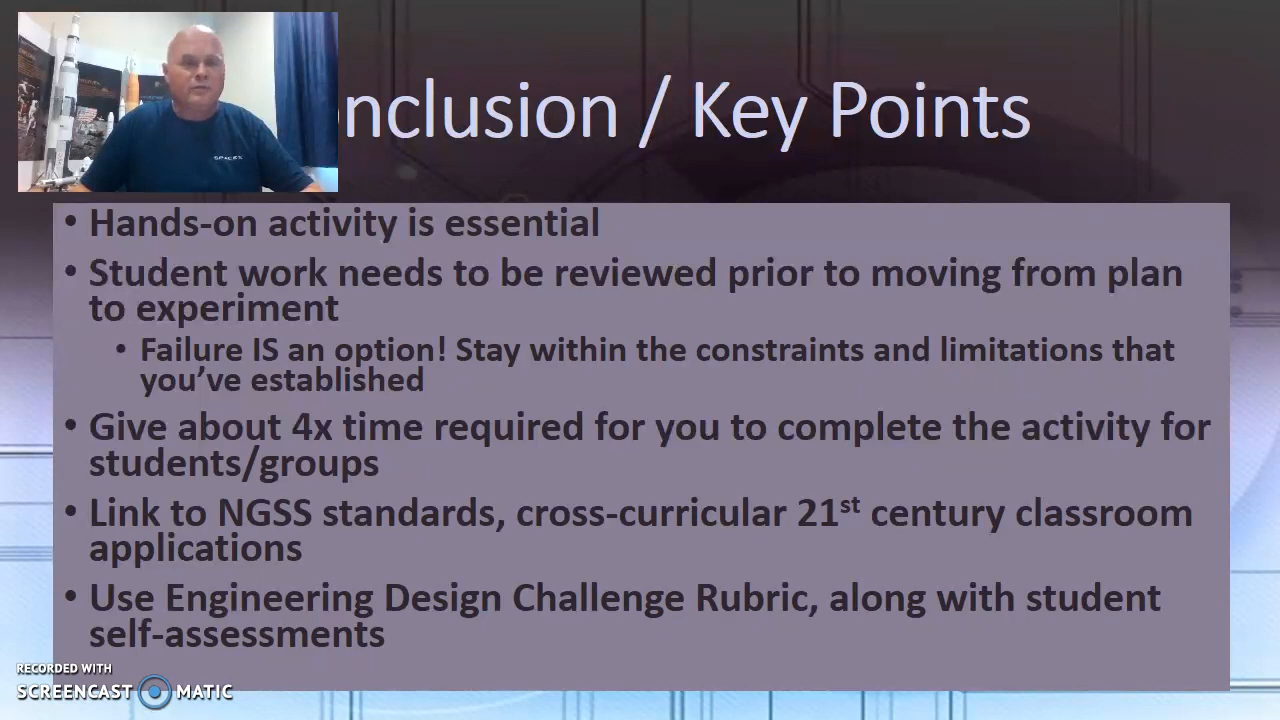 nclusion / Key Points
SPACEX
• Hands-on activity is essential
• Student work needs to be reviewed prior to moving from plan
to experiment
• Failure IS an option! Stay within the constraints and limitations that
you’ve established
• Give about 4x time required for you to complete the activity for
students/groups
• Link to NGSS standards, cross-curricular 21st century classroom
applications
• Use Engineering Design Challenge Rubric, along with student
self-assessments
RECORDED WITH
SCREENCAST MATIC